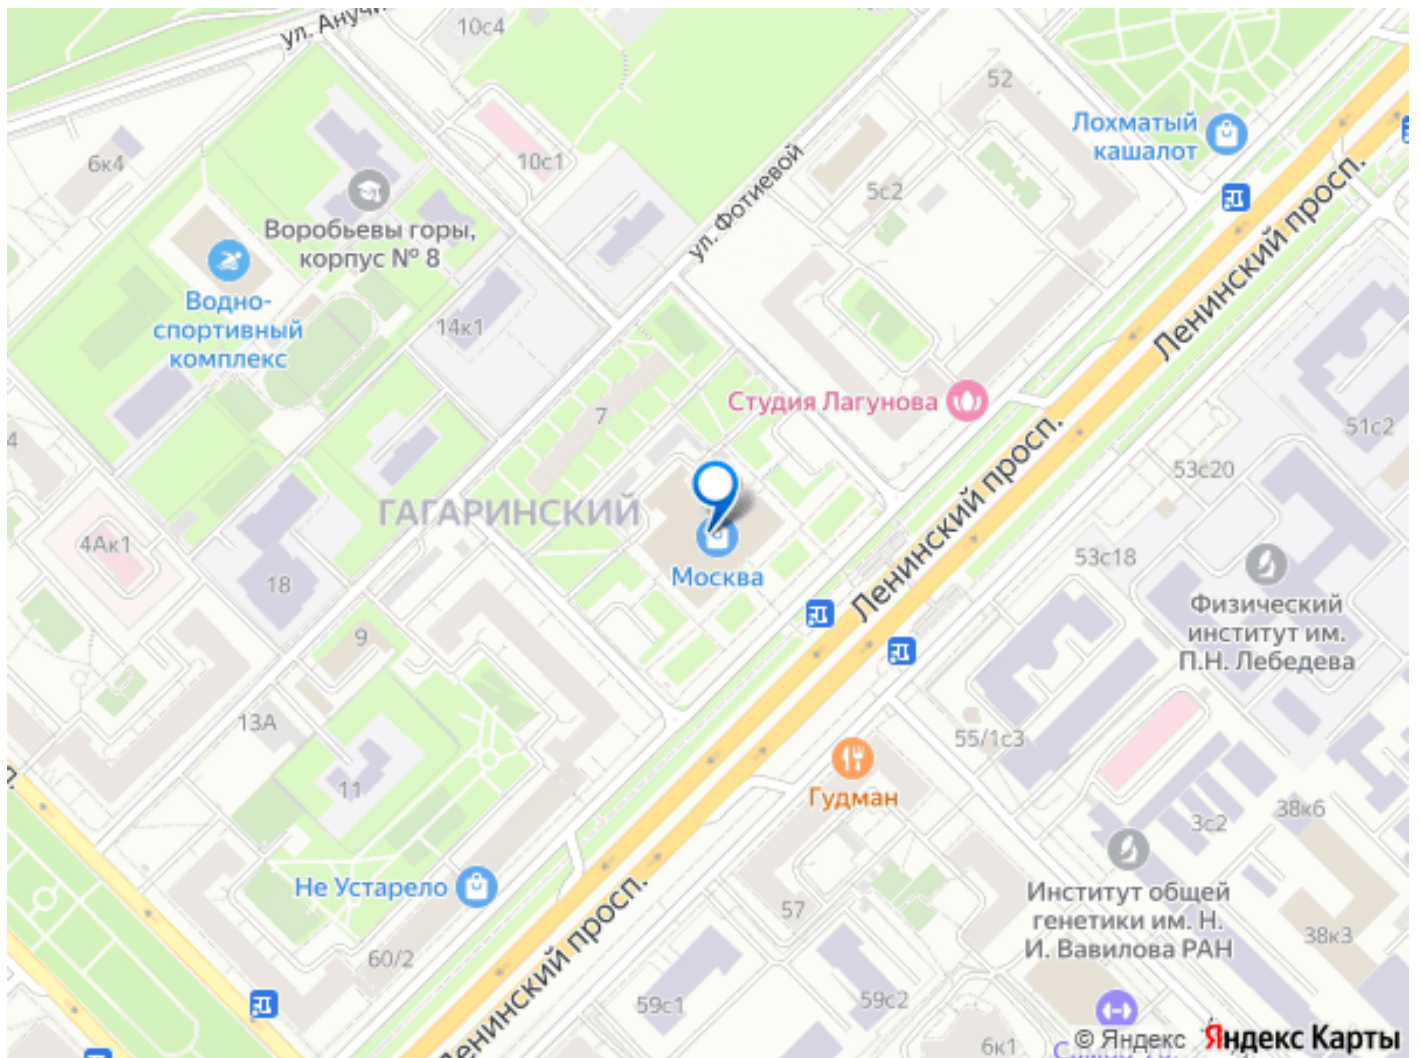 ул. Анучи
10с4
52
Лохматый
кашалот
6к4
10с1
5с2
ул. Фотиевой
Воробьевы горы,
корпус № 8
Ленинский просп.
Водно-
спортивный
комплекс
14к1
7
Студия Лагунова
51с2
4
53с20
ГАГАРИНСКИЙ
Ленинский просп.
4Ак1
18
Москва
53с18
Физический
институт им.
П.Н. Лебедева
9
13А
55/1с3
11
Гудман
38к6
3с2
Не Устарело
Институт общей
генетики им. Н.
И. Вавилова РАН
57
38к3
60/2
Ленинский просп.
59с1
59с2
6к1
© Яндекс Яндекс Карты